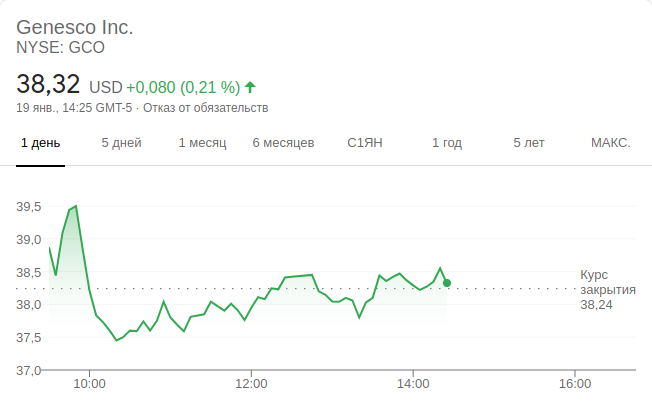 Genesco Inc.
NYSE: GCO
38,32 USD +0,080 (0,21 %)
19 янв., 14:25 GMT-5 · Отказ от обязательств
1 день 5 дней 1 месяц 6 месяцев С1ЯН 1 год 5 лет МАКС.
39,5
39,0
38,5
38,0
37,5
37,0
Курс
закрытия
38,24
10:00 12:00 14:00 16:00